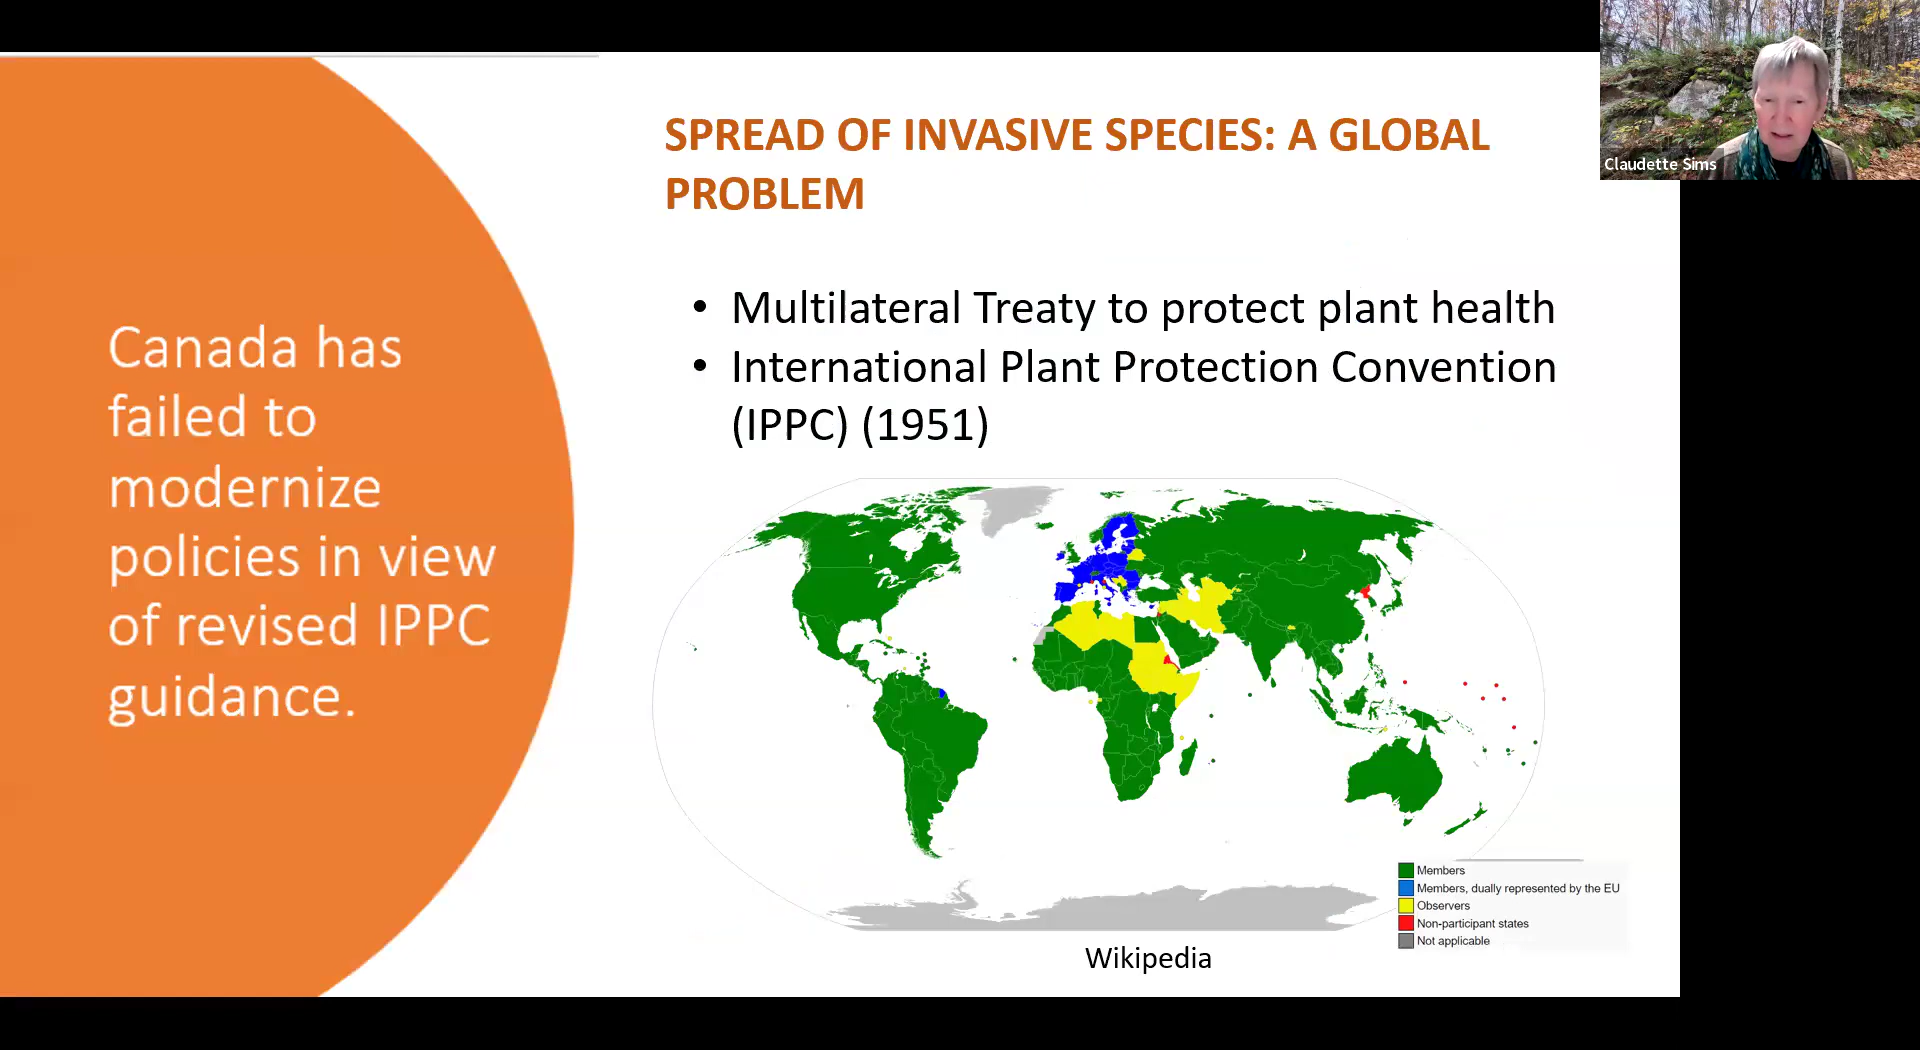 Canada has
failed to
modernize
policies in view
of revised IPPC
guidance.
SPREAD OF INVASIVE SPECIES: A GLOBAL
PROBLEM
• Multilateral Treaty to protect plant health
• International Plant Protection Convention
(IPPC) (1951)
Members
Members, dually represented by the EU
Observers
Non-participant states
Not applicable
Wikipedia
Claudette Sims